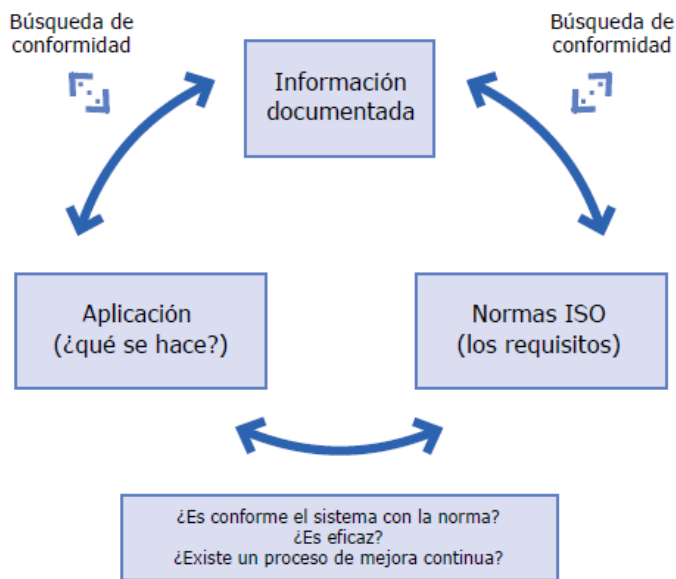 Búsqueda de
conformidad
Búsqueda de
conformidad
Información
documentada
Aplicación
(¿qué se hace?)
Normas ISO
(los requisitos)
¿Es conforme el sistema con la norma?
¿Es eficaz?
¿Existe un proceso de mejora continua?